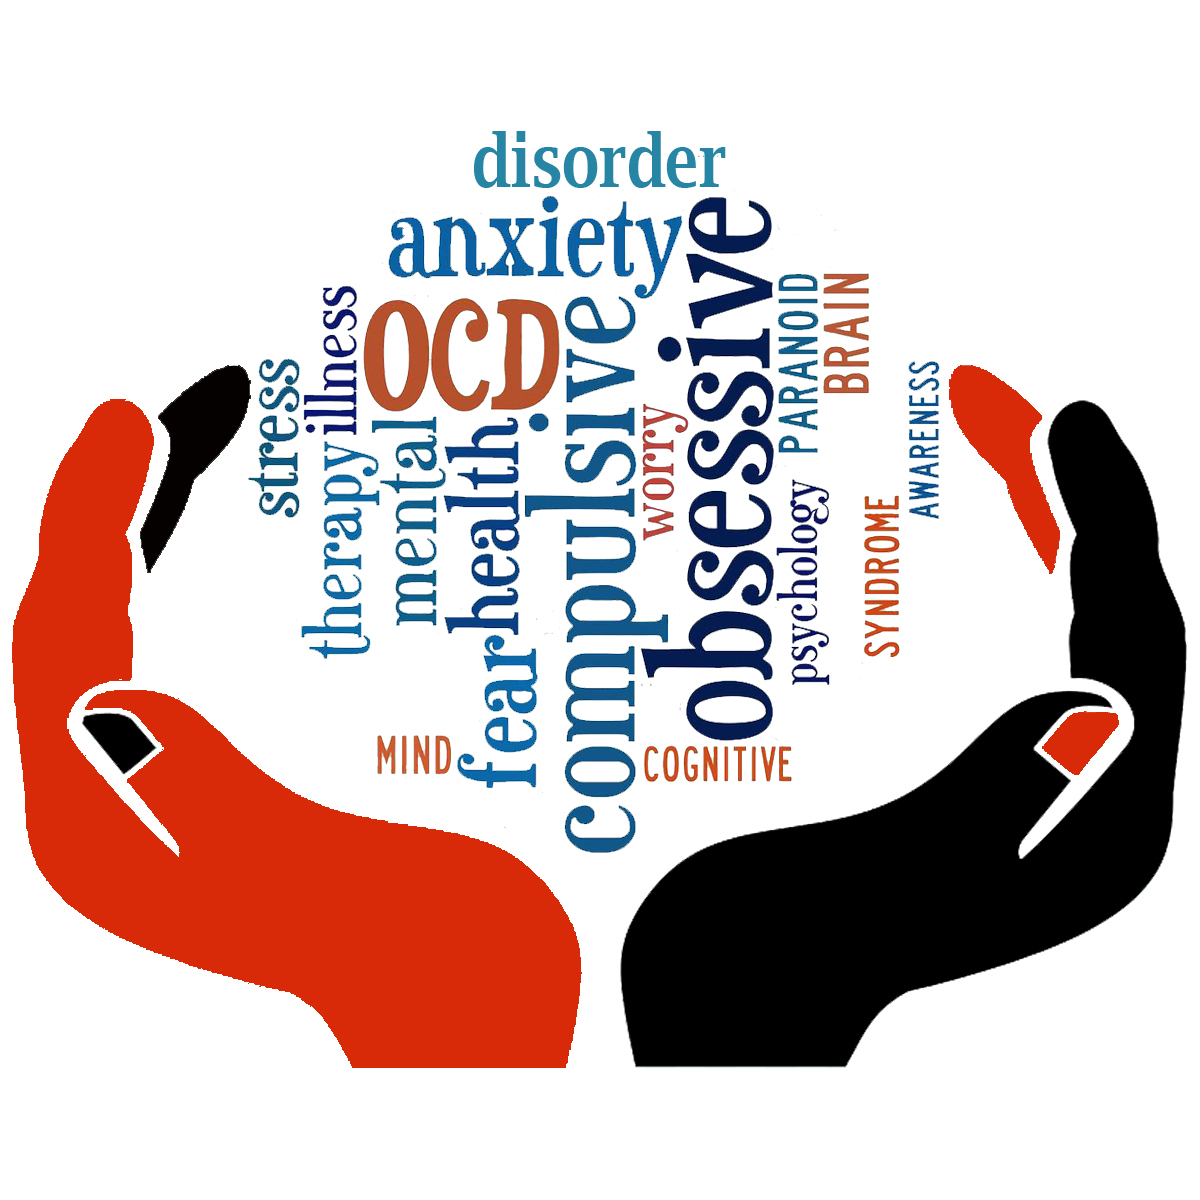 disorder
anxiety
OCD
stress
illness
therapy
mental
health
fear
compulsive
worry
obsessive
PARANOID
BRAIN
psychology
SYNDROME
AWARENESS
MIND
COGNITIVE